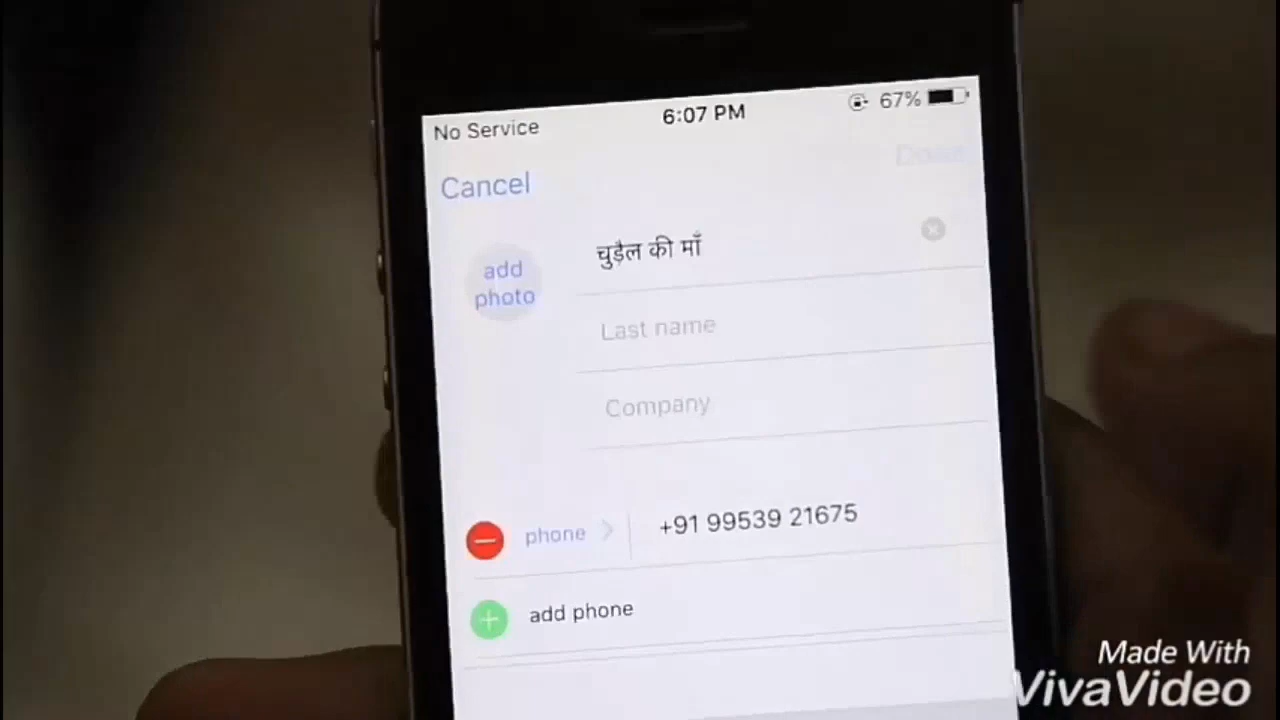 No Service 6:07 PM 67%
Cancel Done
add photo
चुड़ैल की माँ
Last name
Company
phone +91 99539 21675
add phone
Made With
VivaVideo